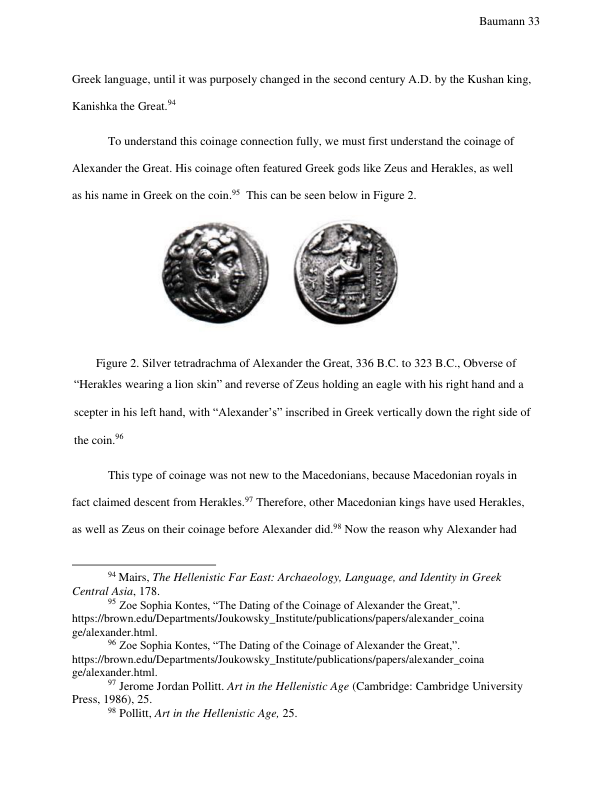 Baumann 33
Greek language, until it was purposely changed in the second century A.D. by the Kushan king,
Kanishka the Great.94
To understand this coinage connection fully, we must first understand the coinage of
Alexander the Great. His coinage often featured Greek gods like Zeus and Herakles, as well
as his name in Greek on the coin.95  This can be seen below in Figure 2.
Figure 2. Silver tetradrachma of Alexander the Great, 336 B.C. to 323 B.C., Obverse of
“Herakles wearing a lion skin” and reverse of Zeus holding an eagle with his right hand and a
scepter in his left hand, with “Alexander’s” inscribed in Greek vertically down the right side of
the coin.96
This type of coinage was not new to the Macedonians, because Macedonian royals in
fact claimed descent from Herakles.97 Therefore, other Macedonian kings have used Herakles,
as well as Zeus on their coinage before Alexander did.98 Now the reason why Alexander had
94 Mairs, The Hellenistic Far East: Archaeology, Language, and Identity in Greek
Central Asia, 178.
95 Zoe Sophia Kontes, “The Dating of the Coinage of Alexander the Great,”.
https://brown.edu/Departments/Joukowsky_Institute/publications/papers/alexander_coina
ge/alexander.html.
96 Zoe Sophia Kontes, “The Dating of the Coinage of Alexander the Great,”.
https://brown.edu/Departments/Joukowsky_Institute/publications/papers/alexander_coina
ge/alexander.html.
97 Jerome Jordan Pollitt. Art in the Hellenistic Age (Cambridge: Cambridge University
Press, 1986), 25.
98 Pollitt, Art in the Hellenistic Age, 25.